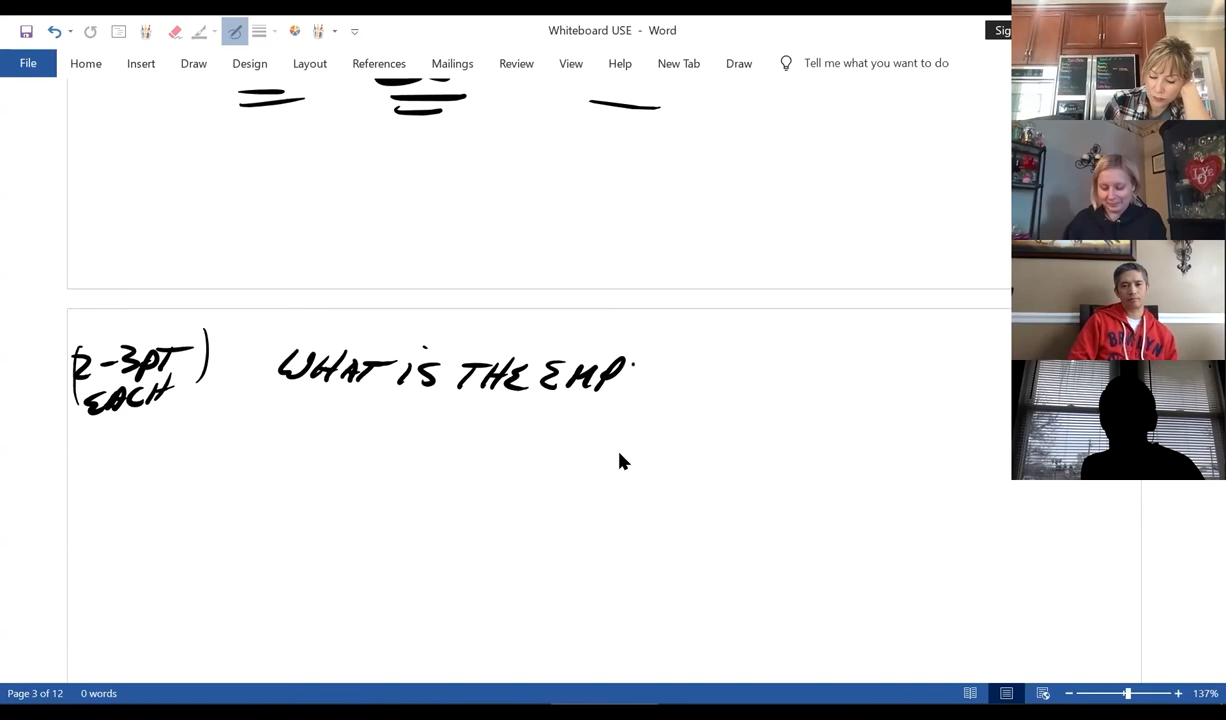 Whiteboard USE - Word
Sig
File Home Insert Draw Design Layout References Mailings Review View Help New Tab Draw Tell me what you want to do
(2-3PT) WHAT IS THE EMP
EACH
LOVE
Page 3 of 12 0 words
137%